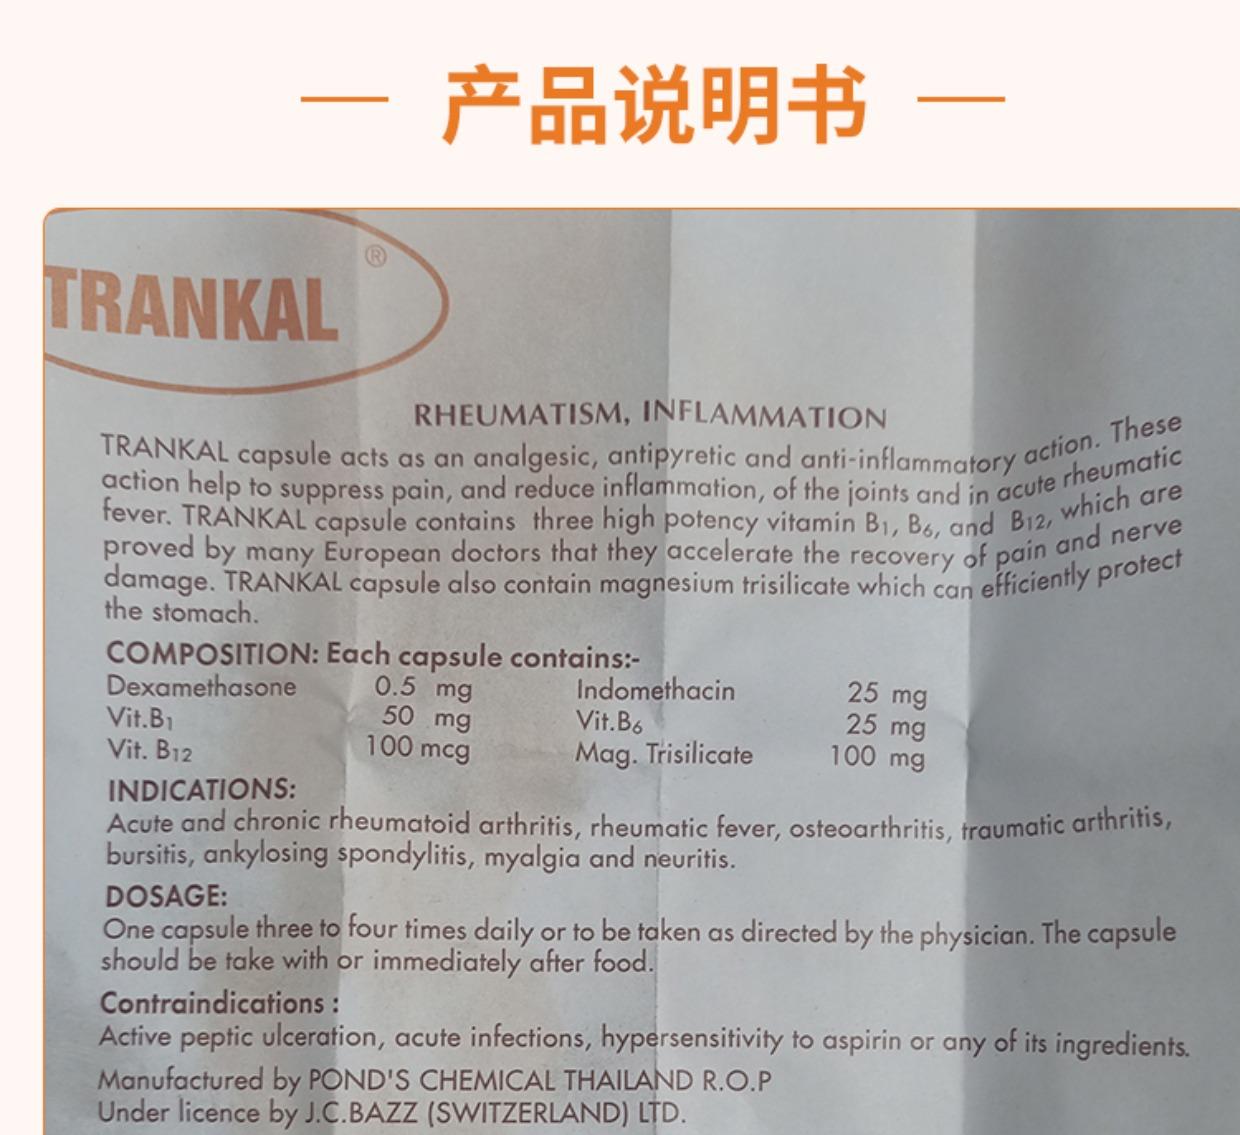 产品说明书
TRANKAL ®
RHEUMATISM, INFLAMMATION
TRANKAL capsule acts as an analgesic, antipyretic and anti-inflammatory action. These
action help to suppress pain, and reduce inflammation, of the joints and in acute rheumatic
fever. TRANKAL capsule contains three high potency vitamin B₁, B₆, and B₁₂, which are
proved by many European doctors that they accelerate the recovery of pain and nerve
damage. TRANKAL capsule also contain magnesium trisilicate which can efficiently protect
the stomach.
COMPOSITION: Each capsule contains:-
Dexamethasone 0.5 mg Indomethacin 25 mg
Vit.B₁ 50 mg Vit.B₆ 25 mg
Vit. B₁₂ 100 mcg Mag. Trisilicate 100 mg
INDICATIONS:
Acute and chronic rheumatoid arthritis, rheumatic fever, osteoarthritis, traumatic arthritis,
bursitis, ankylosing spondylitis, myalgia and neuritis.
DOSAGE:
One capsule three to four times daily or to be taken as directed by the physician. The capsule
should be take with or immediately after food.
Contraindications :
Active peptic ulceration, acute infections, hypersensitivity to aspirin or any of its ingredients.
Manufactured by POND'S CHEMICAL THAILAND R.O.P
Under licence by J.C.BAZZ (SWITZERLAND) LTD.